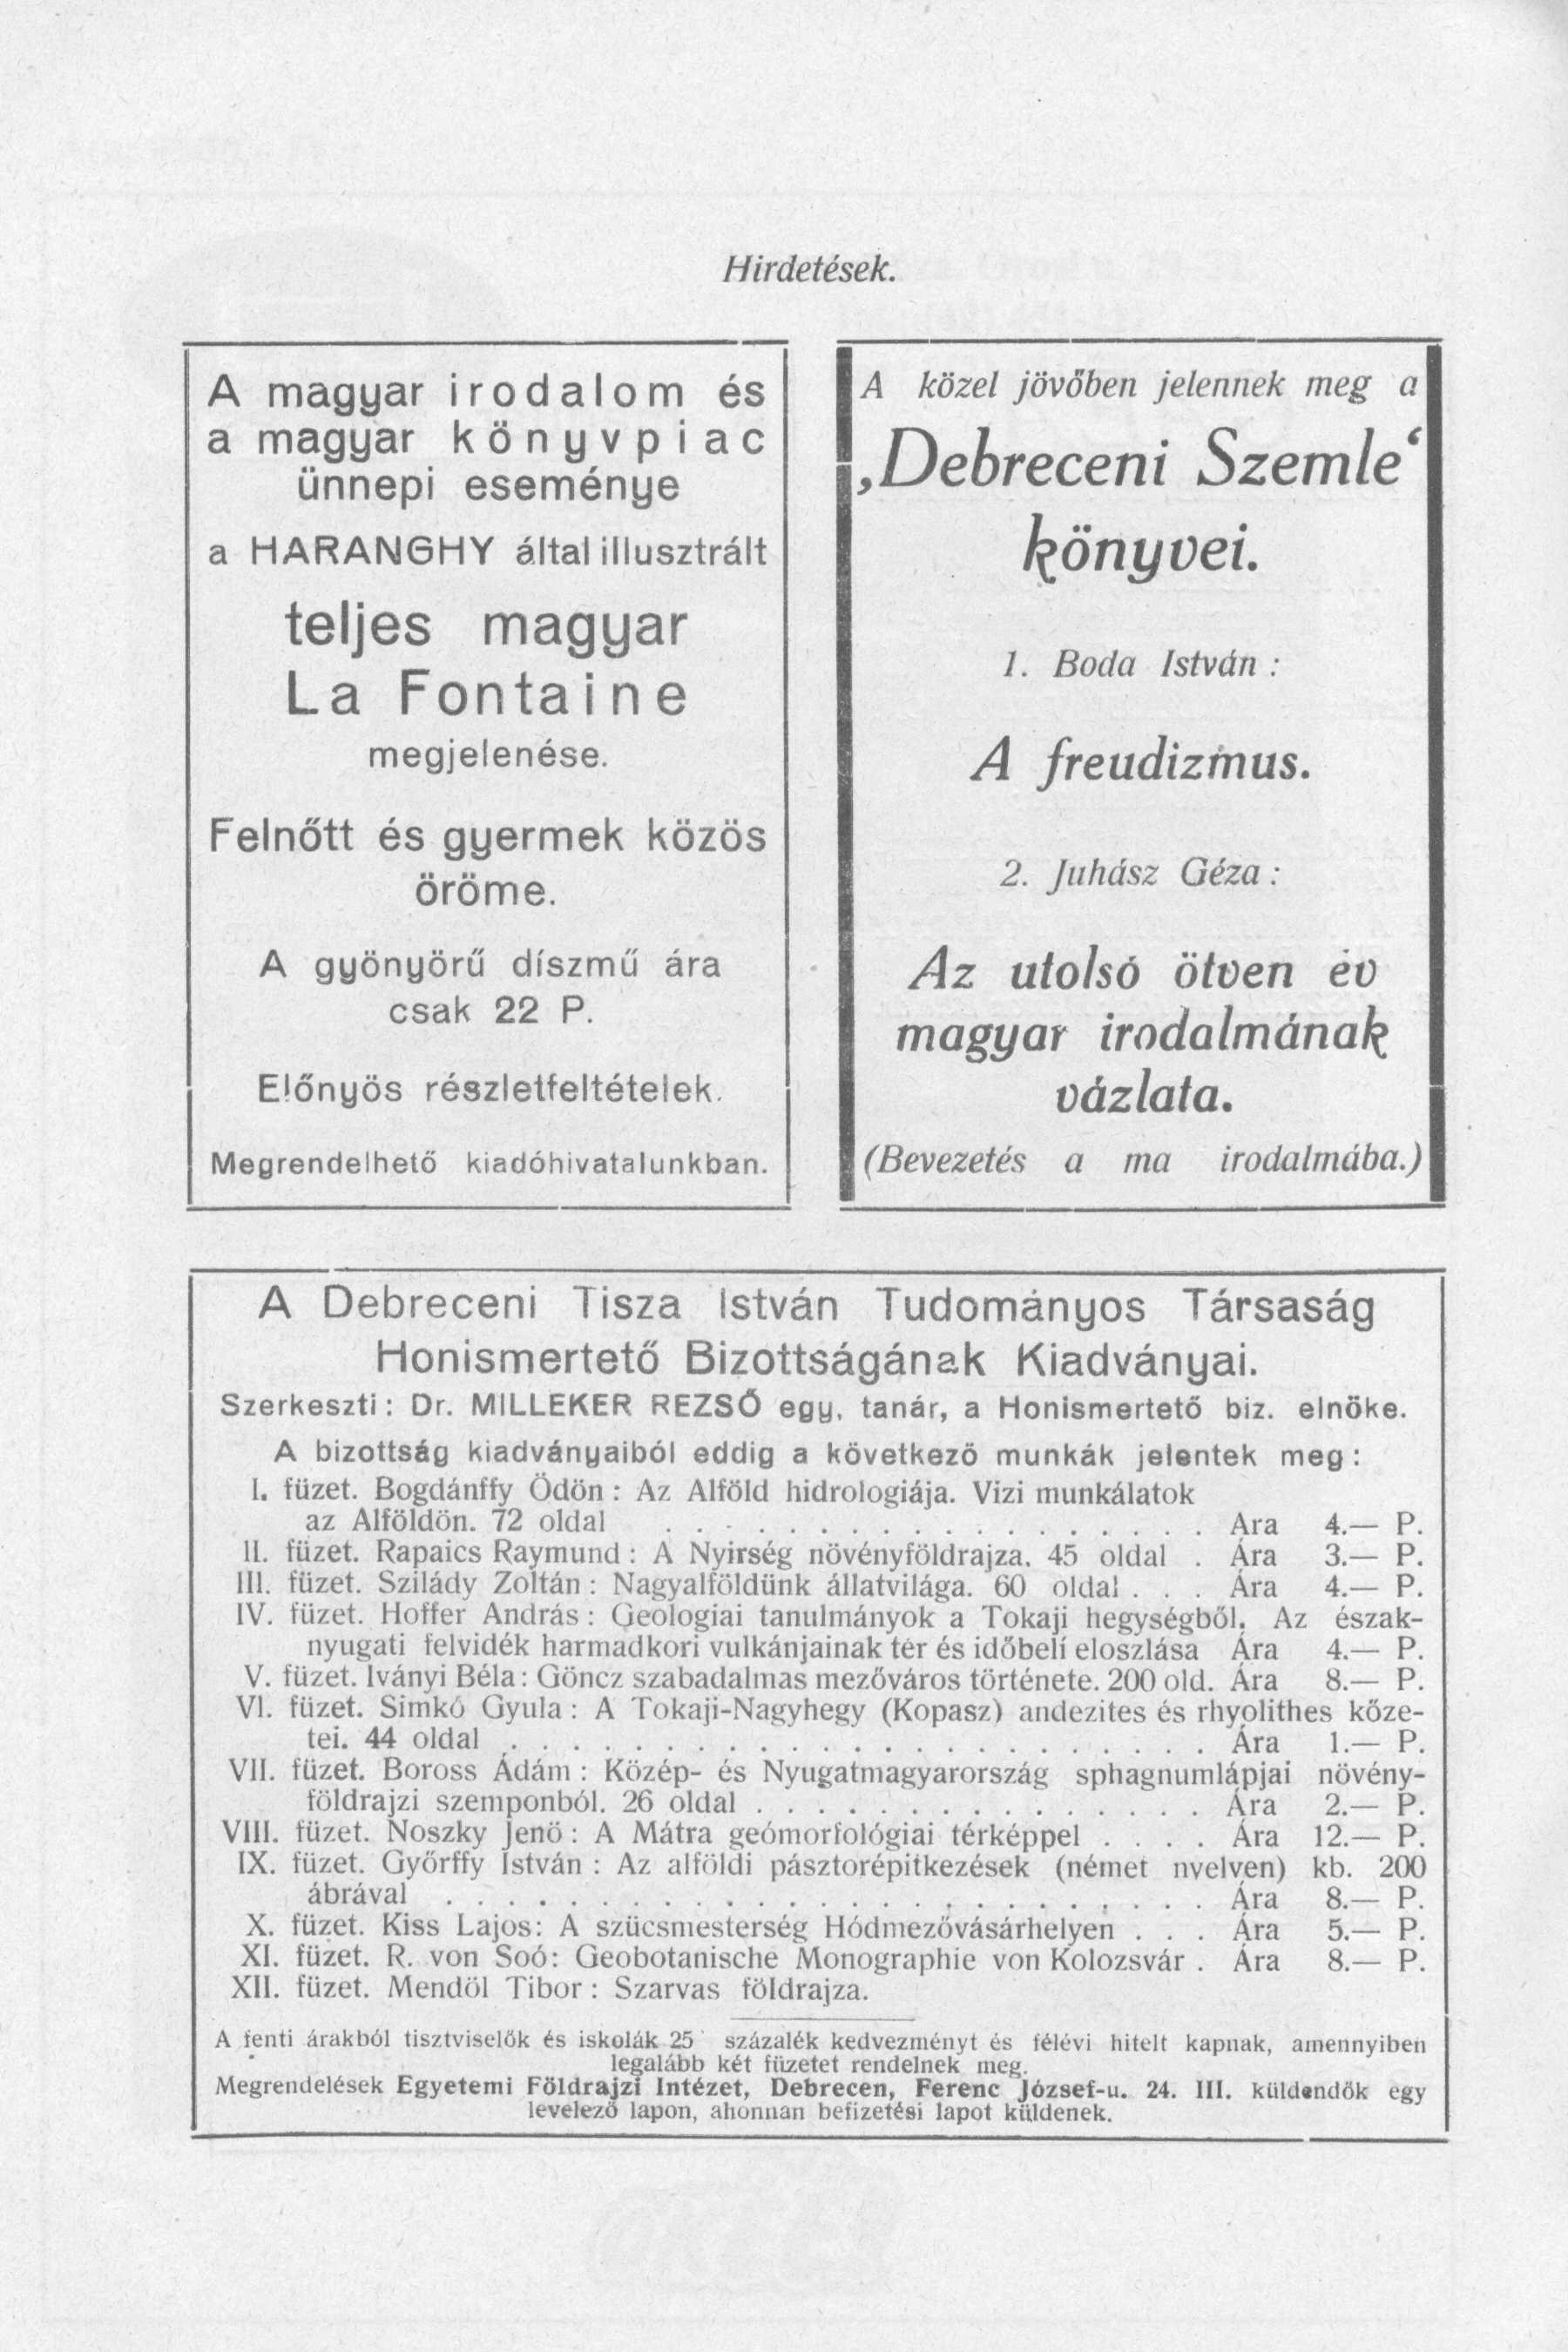 Hirdetések.
A magyar irodalom és
a magyar könyvpiac
ünnepi eseménye
a HARANGHY által illusztrált
teljes magyar
La Fontaine
megjelenése.
Felnőtt és gyermek közös
öröme.
A gyönyörű díszmű ára
csak 22 P.
Előnyös részletfeltételek.
Megrendelhető kiadóhivatalunkban.
A közel jövőben jelennek meg a
‚Debreceni Szemle‘
könyvei.
1. Boda István :
A freudizmus.
2. Juhász Géza :
Az utolsó ötven év
magyar irodalmának
vázlata.
(Bevezetés a ma irodalmába.)
A Debreceni Tisza István Tudományos Társaság
Honismertető Bizottságának Kiadványai.
Szerkeszti : Dr. MILLEKER REZSŐ egy. tanár, a Honismertető biz. elnöke.
A bizottság kiadványaiból eddig a következő munkák jelentek meg :
I. füzet. Bogdánffy Ödön : Az Alföld hidrologiája. Vizi munkálatok
az Alföldön. 72 oldal . . . . . . . . . . . . . . . . . . Ara 4.— P.
II. füzet. Rapaics Raymund : A Nyirség növényföldrajza. 45 oldal . Ára 3.— P.
III. füzet. Szilády Zoltán : Nagyalföldünk állatvilága. 60 oldal . . . Ára 4.— P.
IV. füzet. Hoffer András : Geologiai tanulmányok a Tokaji hegységből. Az észak-
nyugati felvidék harmadkori vulkánjainak tér és időbeli eloszlása Ára 4.— P.
V. füzet. Iványi Béla : Göncz szabadalmas mezőváros története. 200 old. Ára 8.— P.
VI. füzet. Simkó Gyula : A Tokaji-Nagyhegy (Kopasz) andezites és rhyolithes kőze-
tei. 44 oldal . . . . . . . . . . . . . . . . . . . . . . . Ára 1.— P.
VII. füzet. Boross Ádám : Közép- és Nyugatmagyarország sphagnumlápjai növény-
földrajzi szemponból. 26 oldal . . . . . . . . . . . . . . . Ára 2.— P.
VIII. füzet. Noszky Jenö : A Mátra geómorfológiai térképpel . . . . Ára 12.— P.
IX. füzet. Győrffy István : Az alföldi pásztorépitkezések (német nyelven) kb. 200
ábrával . . . . . . . . . . . . . . . . . . . . . . . . . Ára 8.— P.
X. füzet. Kiss Lajos : A szücsmesterség Hódmezővásárhelyen . . . Ára 5.— P.
XI. füzet. R. von Soó : Geobotanische Monographie von Kolozsvár . Ára 8.— P.
XII. füzet. Mendöl Tibor : Szarvas földrajza.
A fenti árakból tisztviselők és iskolák 25 százalék kedvezményt és félévi hitelt kapnak, amennyiben
legalább két füzetet rendelnek meg.
Megrendelések Egyetemi Földrajzi Intézet, Debrecen, Ferenc József-u. 24. III. küldendők egy
levelező lapon, ahonnan befizetési lapot küldenek.